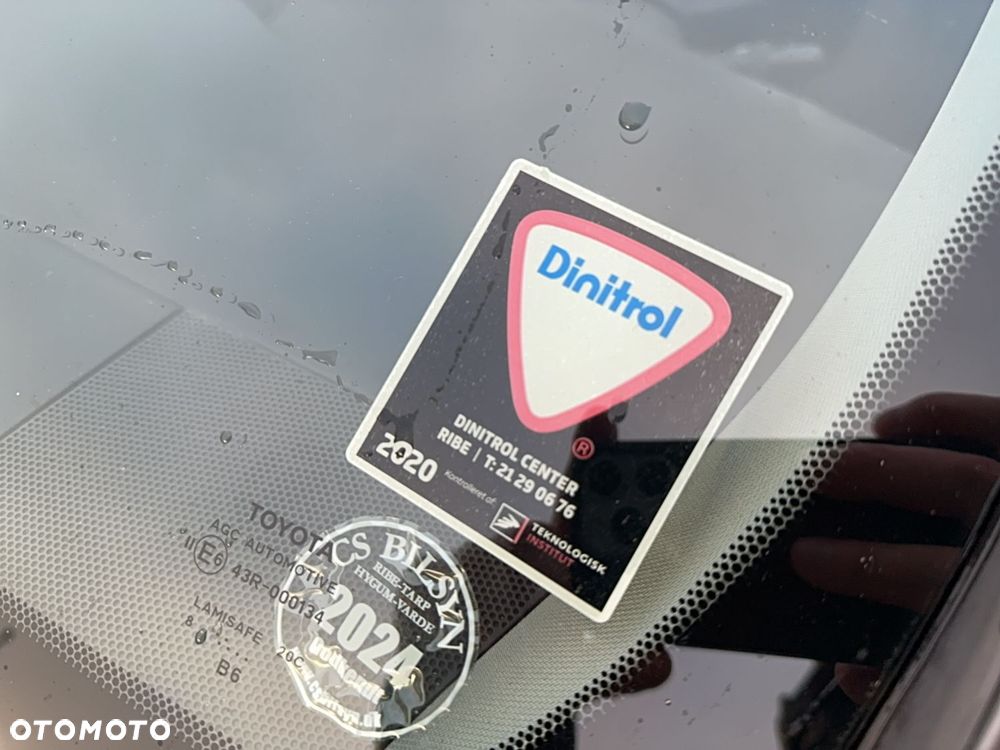 Dinitrol
®
DINITROL CENTER
RIBE | T: 21 29 06 76
2020
Kontrolleret af:
TEKNOLOGISK
INSTITUT
TOYOTA
AGC AUTOMOTIVE
E6 43R-000134
LAMISAFE
B6
CS BILSYN
RIBE-TARP
HYGUM-VARDE
2024
Godkendt
OTOMOTO